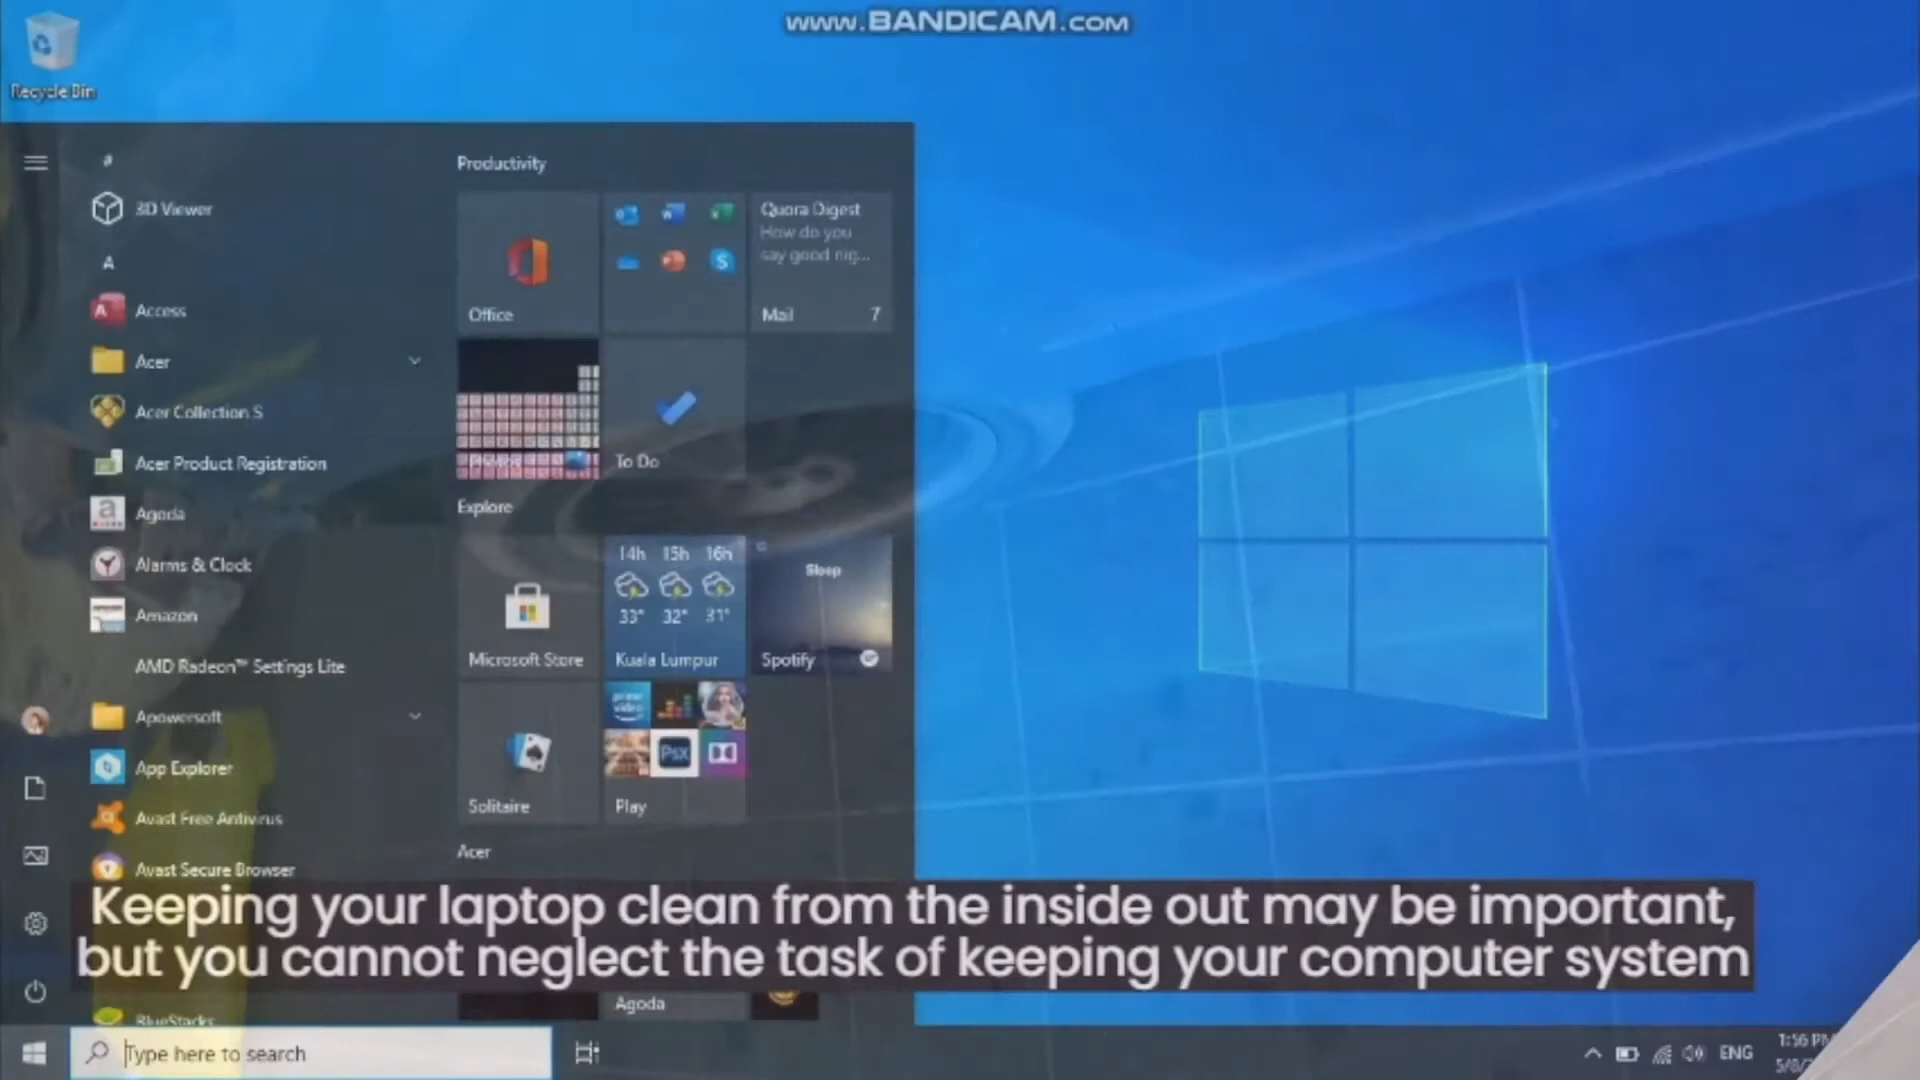 www.BANDICAM.com
Recycle Bin
#
3D Viewer
A
Access
Acer
Acer Collection S
Acer Product Registration
Agoda
Alarms & Clock
Amazon
AMD Radeon™ Settings Lite
Apowersoft
App Explorer
Avast Free Antivirus
Avast Secure Browser
BlueStacks
Productivity
Office
Quora Digest
How do you
say good nig...
Mail 7
To Do
Explore
Microsoft Store
14h 15h 16h
33° 32° 31°
Kuala Lumpur
Sleep
Spotify
Solitaire
prime
video
Psx
Play
Acer
Agoda
Keeping your laptop clean from the inside out may be important,
but you cannot neglect the task of keeping your computer system
Type here to search
ENG
1:56 PM